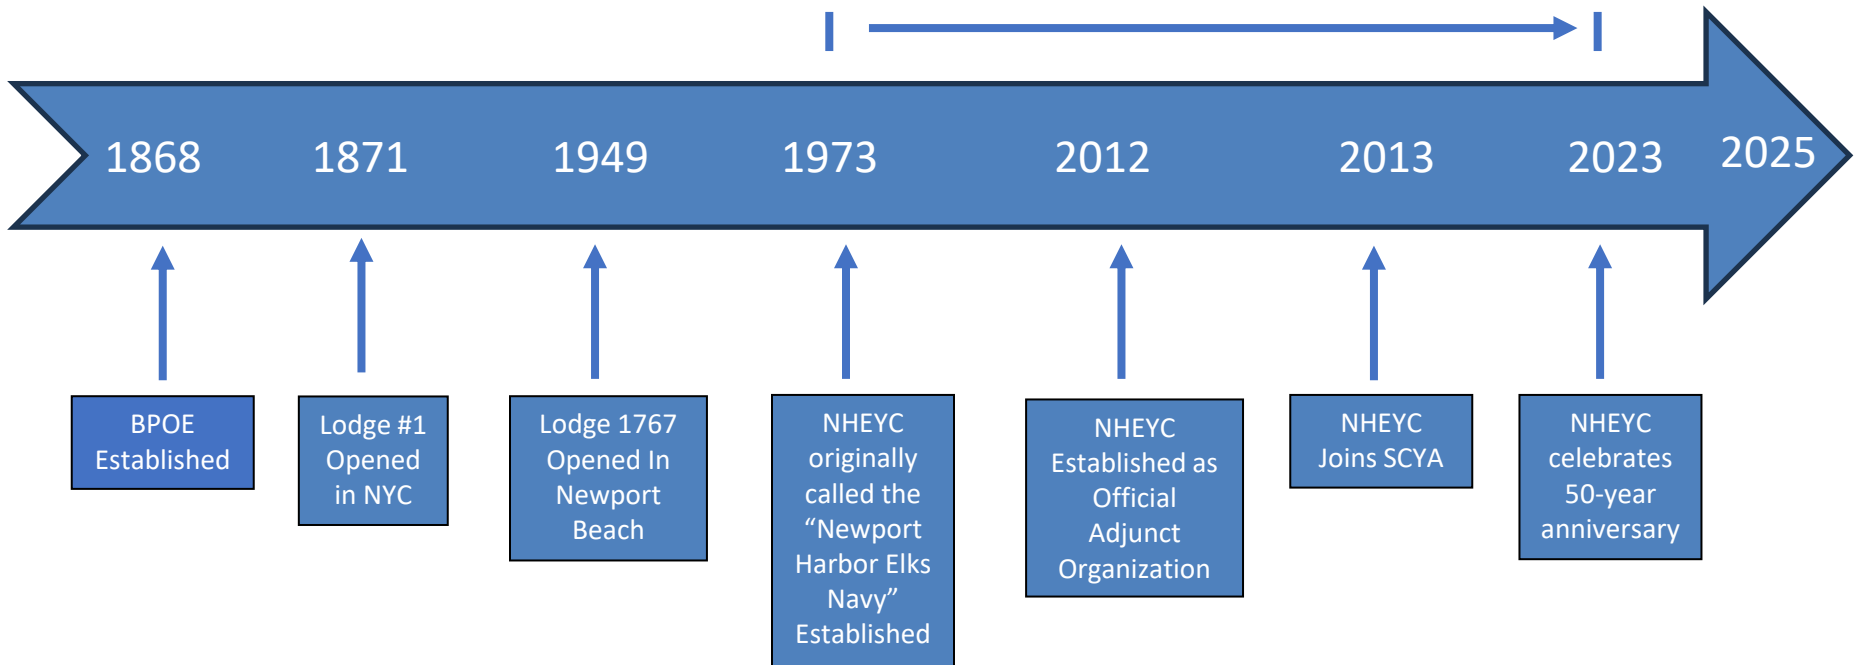 1868 1871 1949 1973 2012 2013 2023 2025
BPOE
Established
Lodge #1
Opened
in NYC
Lodge 1767
Opened In
Newport
Beach
NHEYC
originally
called the
“Newport
Harbor Elks
Navy”
Established
NHEYC
Established as
Official
Adjunct
Organization
NHEYC
Joins SCYA
NHEYC
celebrates
50-year
anniversary